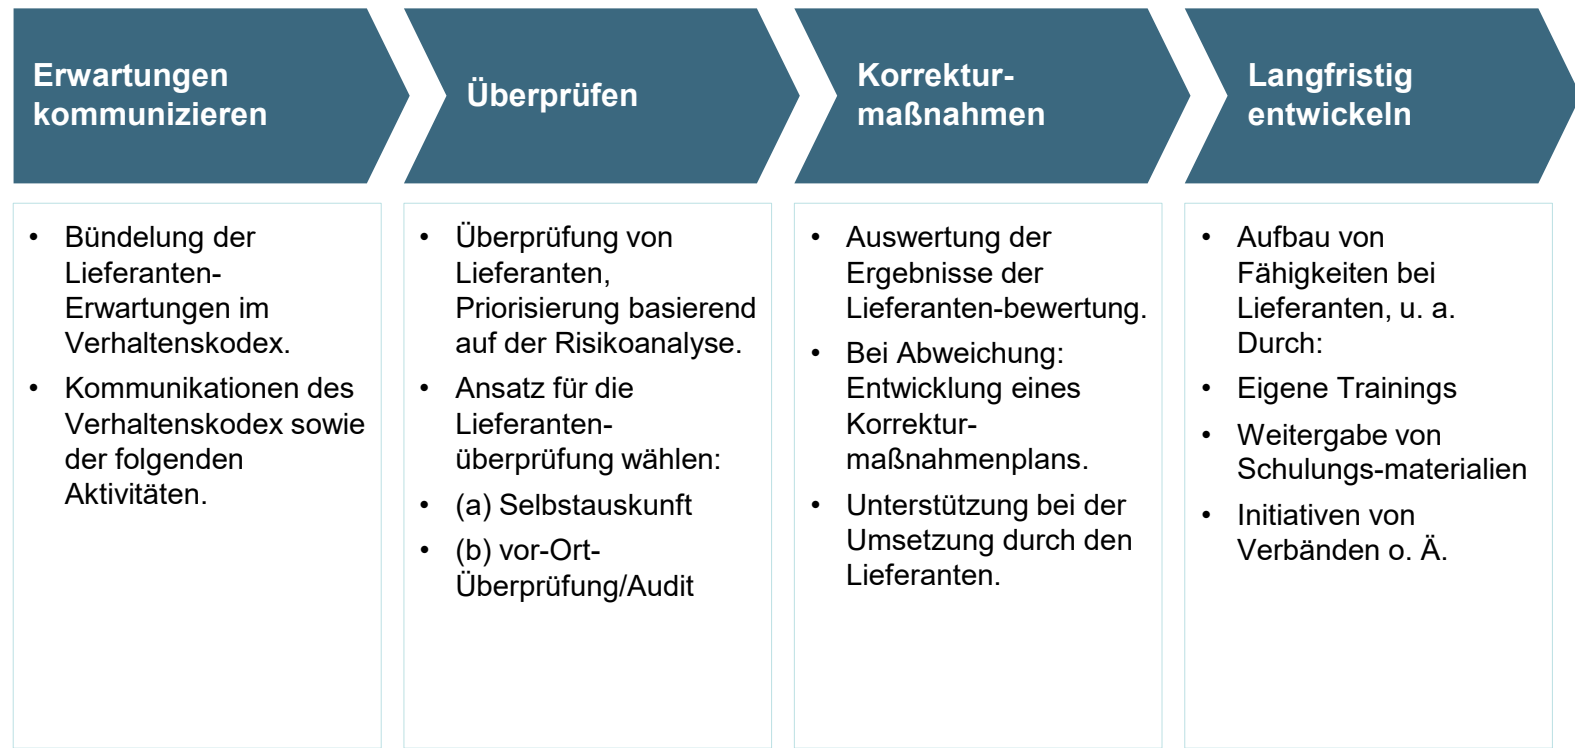 Erwartungen
kommunizieren
Überprüfen
Korrektur-
maßnahmen
Langfristig
entwickeln
• Bündelung der
Lieferanten-
Erwartungen im
Verhaltenskodex.
• Kommunikationen des
Verhaltenskodex sowie
der folgenden
Aktivitäten.
• Überprüfung von
Lieferanten,
Priorisierung basierend
auf der Risikoanalyse.
• Ansatz für die
Lieferanten-
überprüfung wählen:
• (a) Selbstauskunft
• (b) vor-Ort-
Überprüfung/Audit
• Auswertung der
Ergebnisse der
Lieferanten-bewertung.
• Bei Abweichung:
Entwicklung eines
Korrektur-
maßnahmenplans.
• Unterstützung bei der
Umsetzung durch den
Lieferanten.
• Aufbau von
Fähigkeiten bei
Lieferanten, u. a.
Durch:
• Eigene Trainings
• Weitergabe von
Schulungs-materialien
• Initiativen von
Verbänden o. Ä.